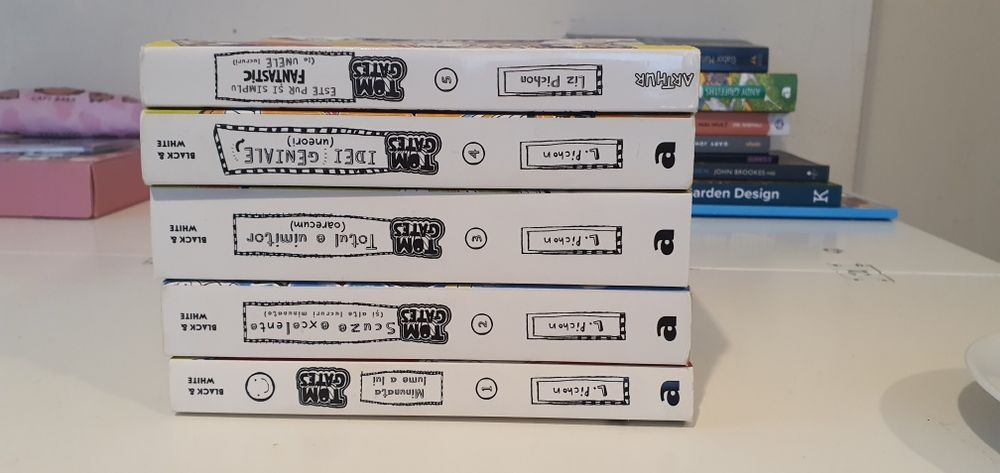 ARTHUR
Liz Pichon
5
TOM GATES
ESTE PUR ȘI SIMPLU
FANTASTIC
(la UNELE lucruri)
a
L. Pichon
4
TOM GATES
IDEI GENIALE
(uneori)
BLACK &
WHITE
a
L. Pichon
3
TOM GATES
Totul e uimitor
(oarecum)
BLACK &
WHITE
a
L. Pichon
2
TOM GATES
Scuze excelente
(și alte lucruri minunate)
BLACK &
WHITE
a
L. Pichon
1
Minunata
lume a lui
TOM GATES
BLACK &
WHITE
ANDY GRIFFITHS
JOHN BROOKES
arden Design
K